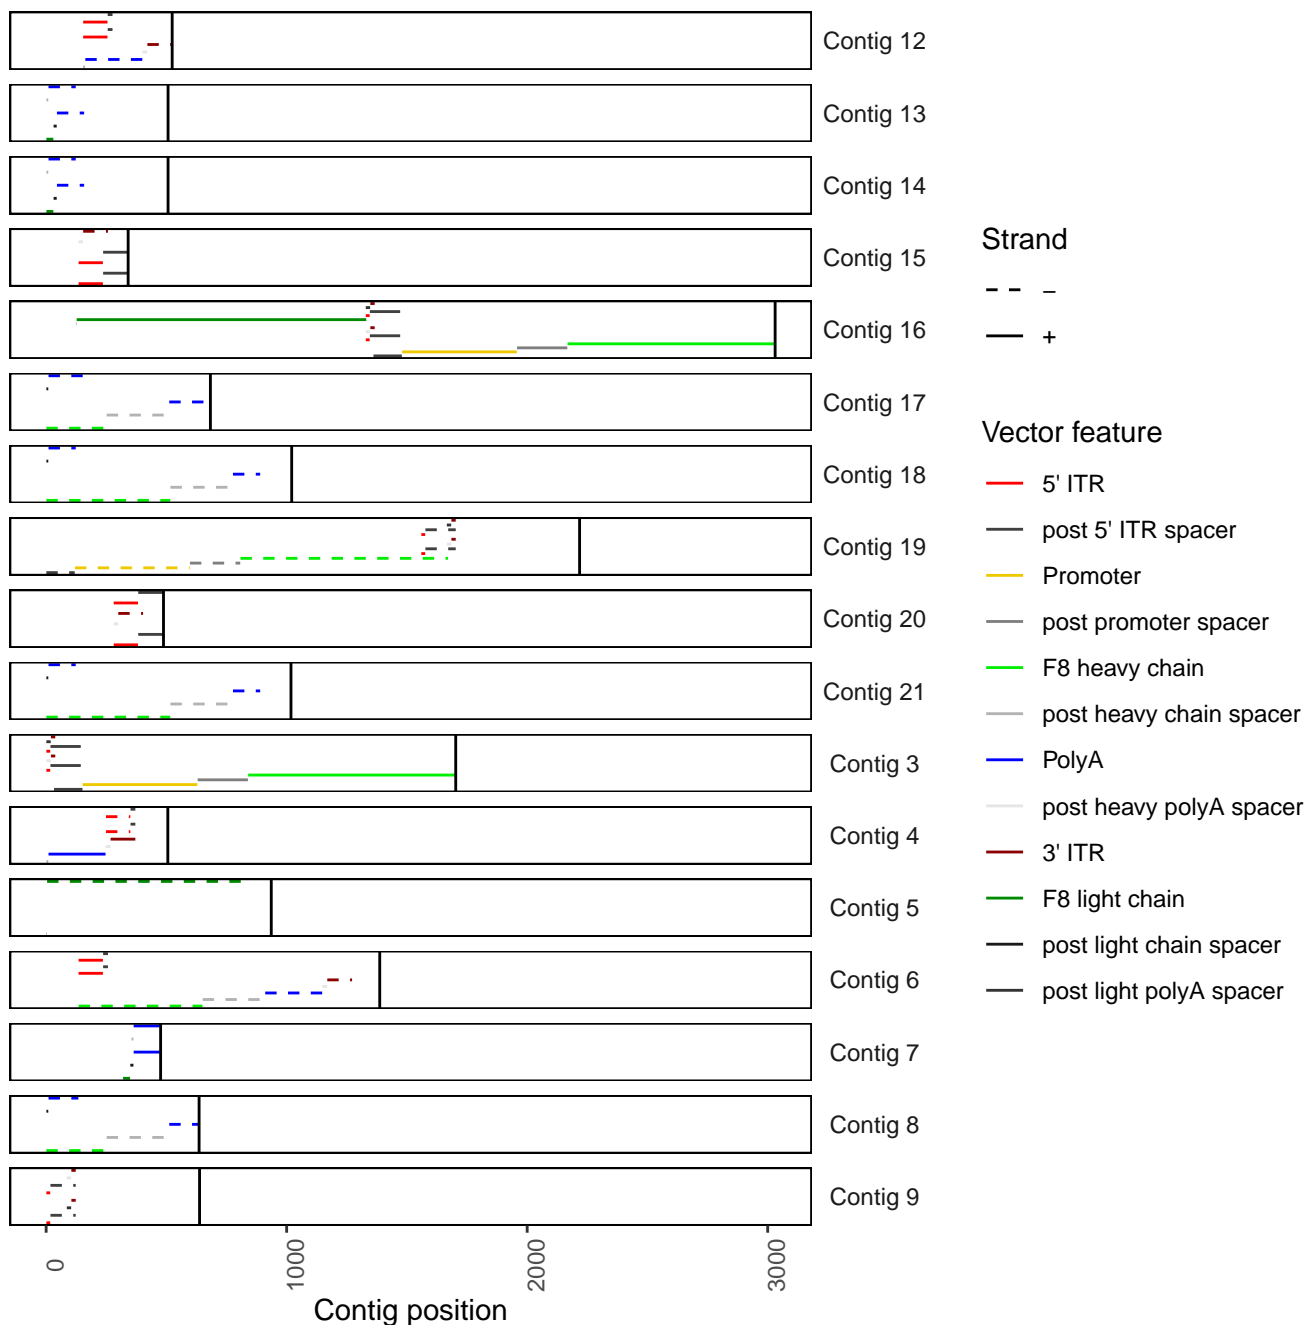 Contig 12
Contig 13
Contig 14
Contig 15
Contig 16
Contig 17
Contig 18
Contig 19
Contig 20
Contig 21
Contig 3
Contig 4
Contig 5
Contig 6
Contig 7
Contig 8
Contig 9
0
1000
2000
3000
Contig position
Strand
−
+
Vector feature
5' ITR
post 5' ITR spacer
Promoter
post promoter spacer
F8 heavy chain
post heavy chain spacer
PolyA
post heavy polyA spacer
3' ITR
F8 light chain
post light chain spacer
post light polyA spacer